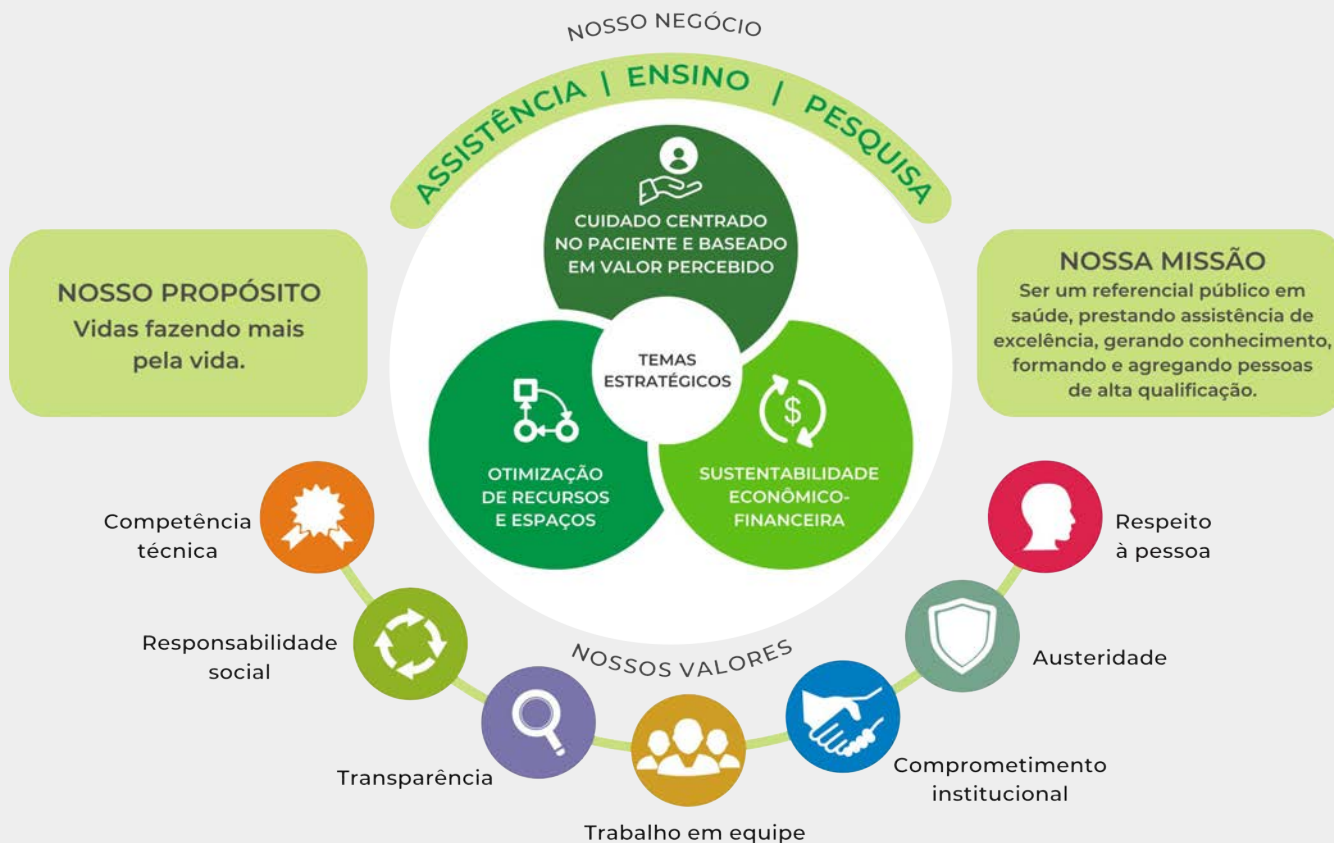 NOSSO NEGÓCIO
ASSISTÊNCIA | ENSINO | PESQUISA
CUIDADO CENTRADO
NO PACIENTE E BASEADO
EM VALOR PERCEBIDO
NOSSO PROPÓSITO
Vidas fazendo mais
pela vida.
NOSSA MISSÃO
Ser um referencial público em
saúde, prestando assistência de
excelência, gerando conhecimento,
formando e agregando pessoas
de alta qualificação.
TEMAS
ESTRATÉGICOS
OTIMIZAÇÃO
DE RECURSOS
E ESPAÇOS
$
SUSTENTABILIDADE
ECONÔMICO-
FINANCEIRA
NOSSOS VALORES
Competência
técnica
Responsabilidade
social
Transparência
Trabalho em equipe
Comprometimento
institucional
Austeridade
Respeito
à pessoa